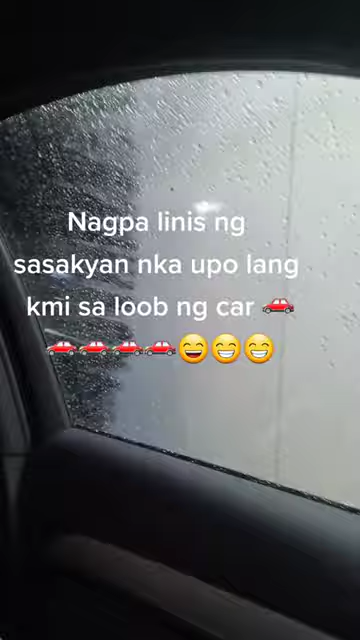 Nagpa linis ng
sasakyan nka upo lang
kmi sa loob ng car 🚗
🚗🚗🚗🚗😄😁😁